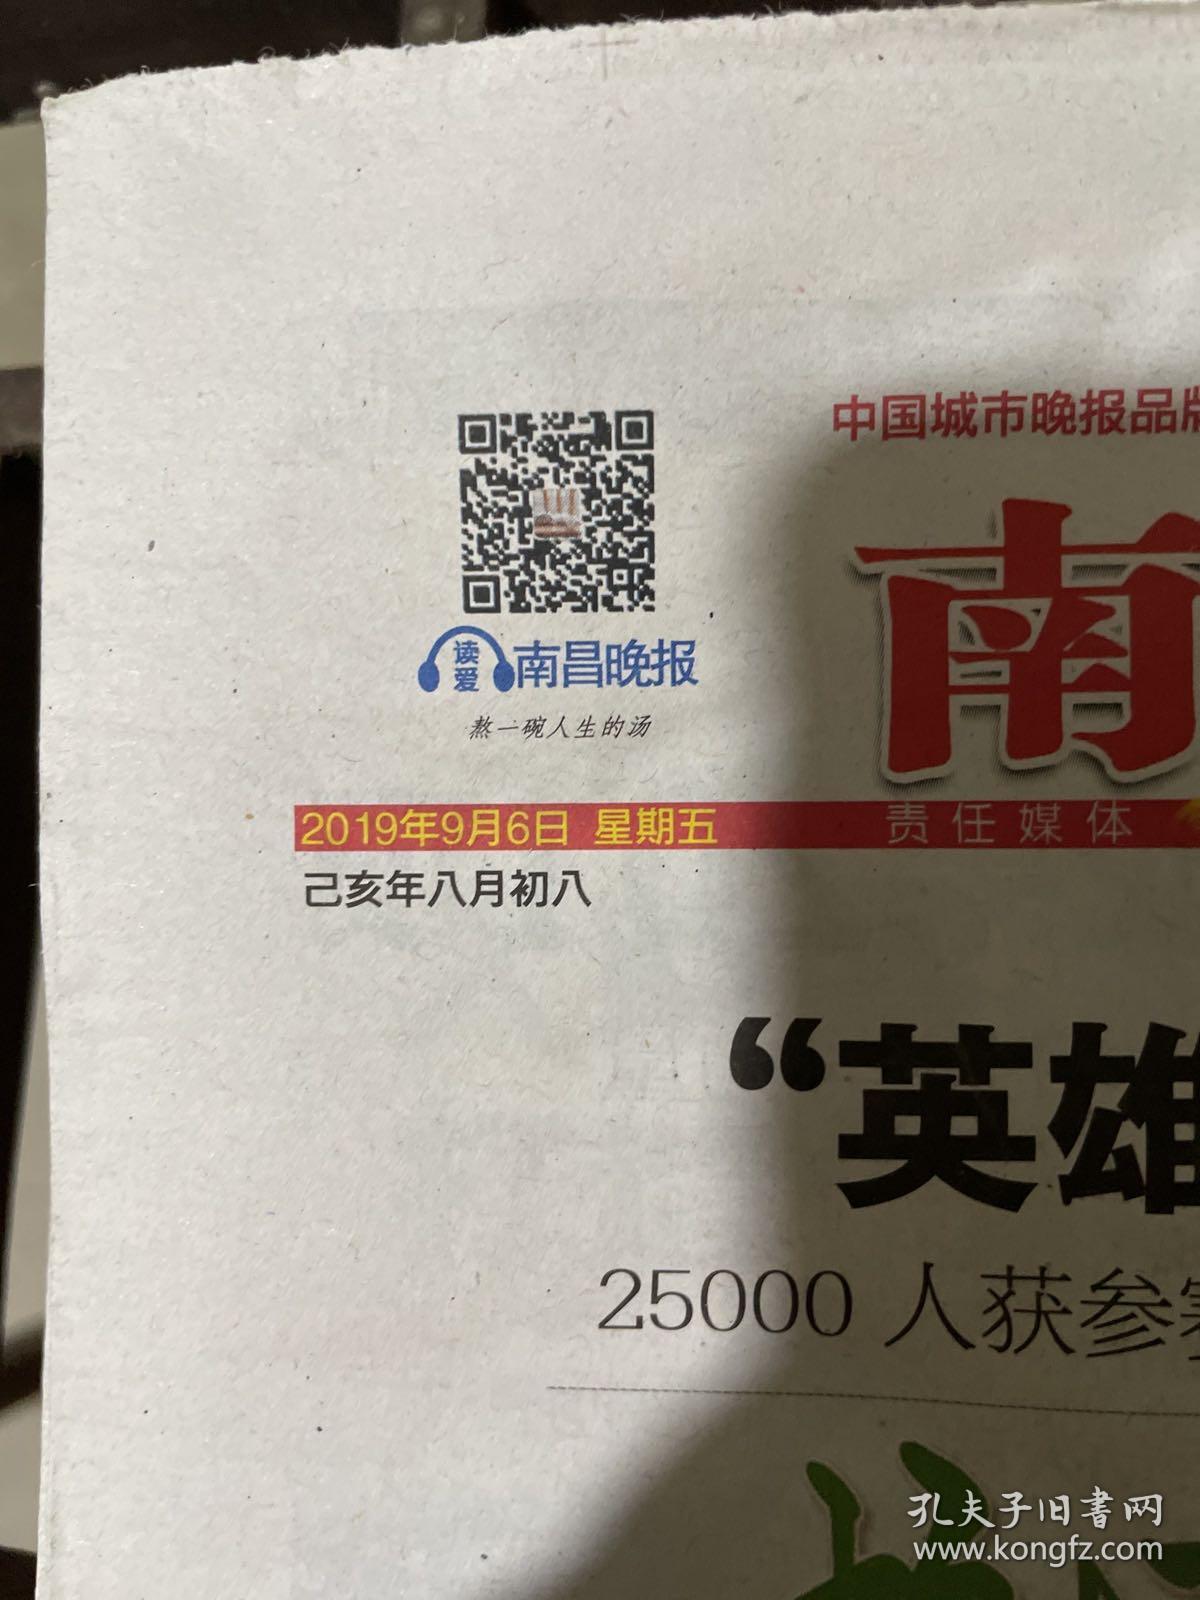 中国城市晚报品牌
南
读爱 南昌晚报
熬一碗人生的汤
2019年9月6日 星期五
责任媒体
己亥年八月初八
“英雄
25000 人获参赛
孔夫子旧书网
www.kongfz.com